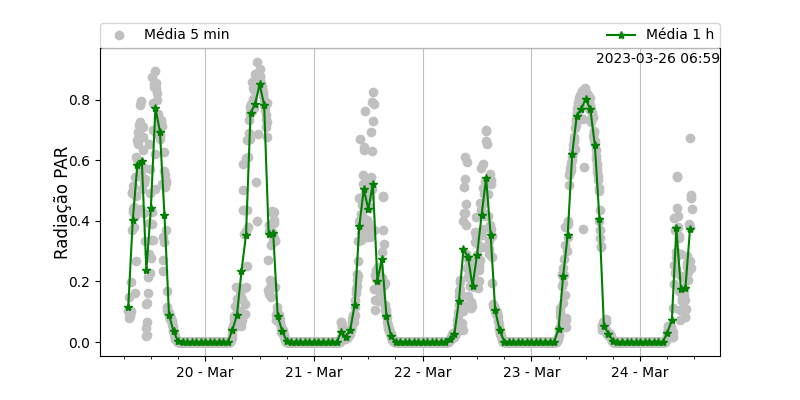 Média 5 min
Média 1 h
2023-03-26 06:59
Radiação PAR
0.8
0.6
0.4
0.2
0.0
20 - Mar
21 - Mar
22 - Mar
23 - Mar
24 - Mar